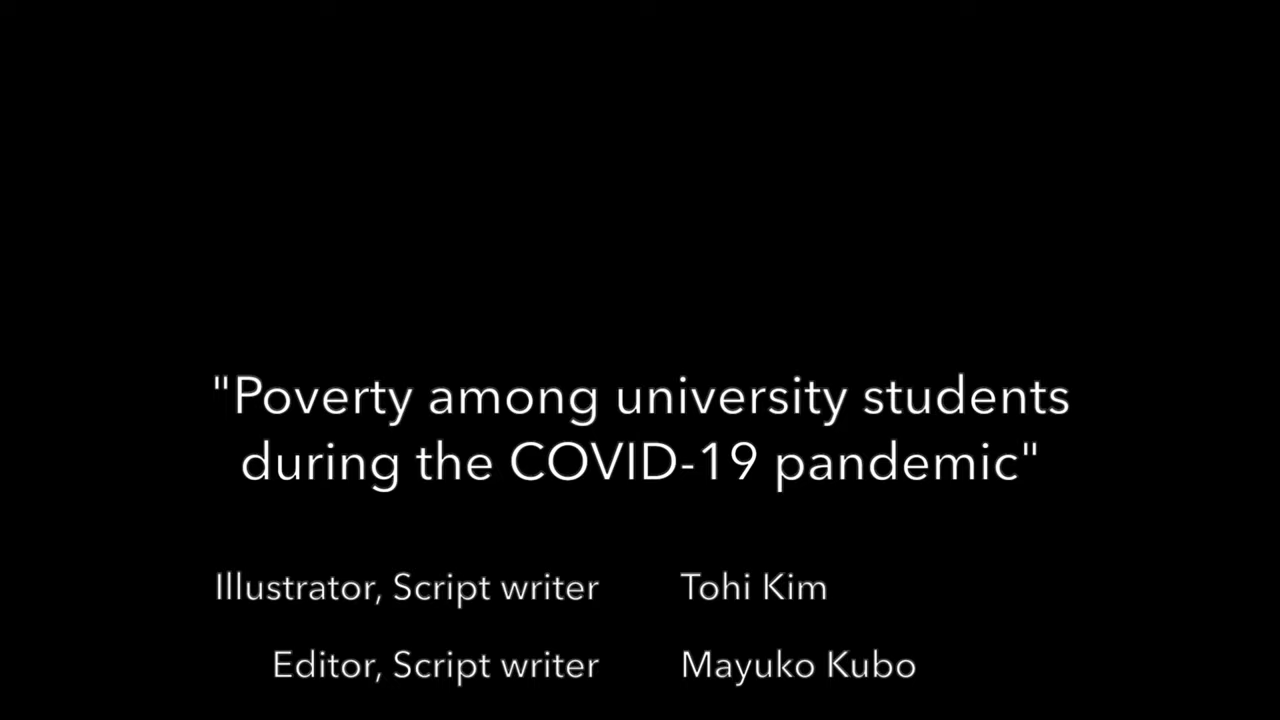 "Poverty among university students
during the COVID-19 pandemic"
Illustrator, Script writer Tohi Kim
Editor, Script writer Mayuko Kubo